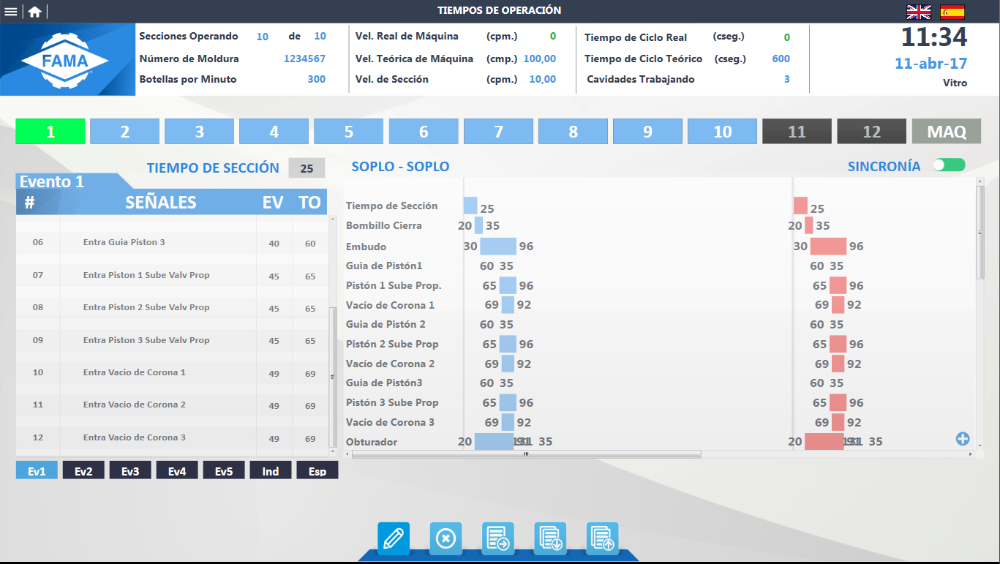 TIEMPOS DE OPERACIÓN
FAMA
Secciones Operando 10 de 10
Número de Moldura 1234567
Botellas por Minuto 300
Vel. Real de Máquina (cpm.) 0
Vel. Teórica de Máquina (cmp.) 100,00
Vel. de Sección (cpm.) 10,00
Tiempo de Ciclo Real (cseg.) 0
Tiempo de Ciclo Teórico (cseg.) 600
Cavidades Trabajando 3
11:34
11-abr-17
Vitro
1 2 3 4 5 6 7 8 9 10 11 12 MAQ
TIEMPO DE SECCIÓN 25
Evento 1
# SEÑALES EV TO
06 Entra Guia Piston 3 40 60
07 Entra Piston 1 Sube Valv Prop 45 65
08 Entra Piston 2 Sube Valv Prop 45 65
09 Entra Piston 3 Sube Valv Prop 45 65
10 Entra Vacio de Corona 1 49 69
11 Entra Vacio de Corona 2 49 69
12 Entra Vacio de Corona 3 49 69
Ev1 Ev2 Ev3 Ev4 Ev5 Ind Esp
SOPLO - SOPLO SINCRONÍA
Tiempo de Sección 25 25
Bombillo Cierra 20 35 20 35
Embudo 30 96 30 96
Guia de Pistón1 60 35 60 35
Pistón 1 Sube Prop. 65 96 65 96
Vacío de Corona 1 69 92 69 92
Guia de Pistón 2 60 35 60 35
Pistón 2 Sube Prop 65 96 65 96
Vacío de Corona 2 69 92 69 92
Guia de Pistón3 60 35 60 35
Pistón 3 Sube Prop 65 96 65 96
Vacío de Corona 3 69 92 69 92
Obturador 20 35 20 35